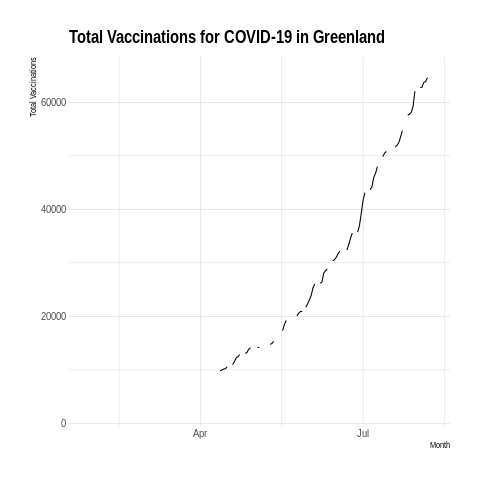 Total Vaccinations for COVID-19 in Greenland
Total Vaccinations
60000
40000
20000
0
Apr
Jul
Month